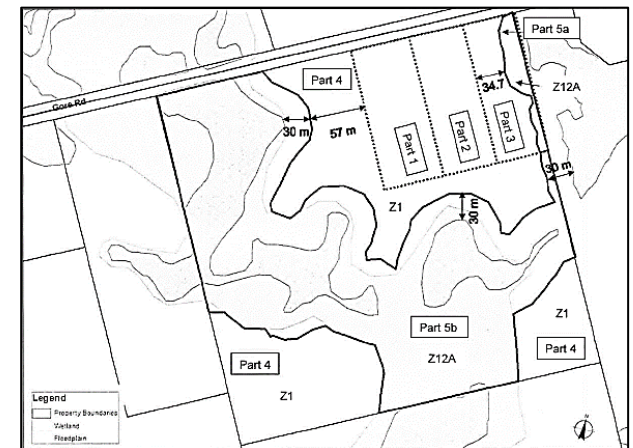 Part 5a
Part 4
Gore Rd
34.7
Z12A
30 m
57 m
Part 1
Part 2
Part 3
30 m
Z1
30 m
Z1
Part 5b
Part 4
Part 4
Z12A
Z1
Legend
Property Boundaries
Wetland
Floodplain